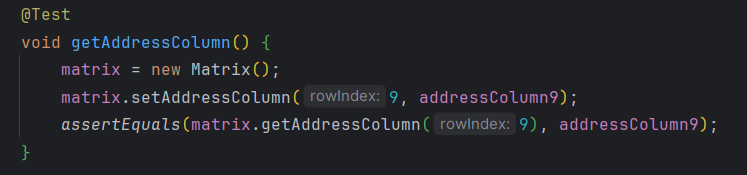 @Test
void getAddressColumn() {
matrix = new Matrix();
matrix.setAddressColumn( rowIndex: 9, addressColumn9);
assertEquals(matrix.getAddressColumn( rowIndex: 9), addressColumn9);
}